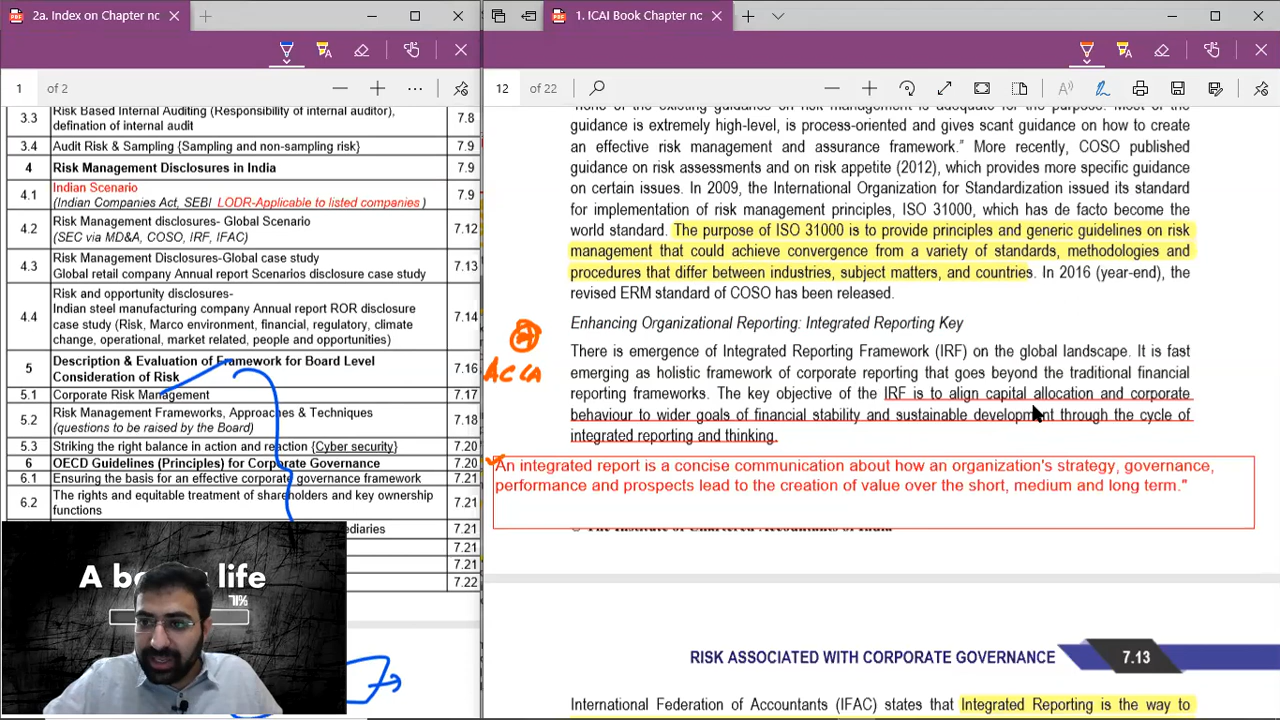 2a. Index on Chapter nc
1. ICAI Book Chapter nc
1 of 2
12 of 22
3.3 Risk Based Internal Auditing (Responsibility of internal auditor), defination of internal audit 7.8
3.4 Audit Risk & Sampling {Sampling and non-sampling risk} 7.9
4 Risk Management Disclosures in India
4.1 Indian Scenario
(Indian Companies Act, SEBI LODR-Applicable to listed companies ) 7.9
4.2 Risk Management disclosures- Global Scenario
(SEC via MD&A, COSO, IRF, IFAC) 7.12
4.3 Risk Management Disclosures-Global case study
Global retail company Annual report Scenarios disclosure case study 7.13
4.4 Risk and opportunity disclosures-
Indian steel manufacturing company Annual report ROR disclosure
case study (Risk, Marco environment, financial, regulatory, climate
change, operational, market related, people and opportunities) 7.14
5 Description & Evaluation of Framework for Board Level
Consideration of Risk 7.16
5.1 Corporate Risk Management 7.17
5.2 Risk Management Frameworks, Approaches & Techniques
(questions to be raised by the Board) 7.18
5.3 Striking the right balance in action and reaction {Cyber security} 7.20
6 OECD Guidelines (Principles) for Corporate Governance 7.20
6.1 Ensuring the basis for an effective corporate governance framework 7.21
6.2 The rights and equitable treatment of shareholders and key ownership
functions 7.21
7.21
7.21
7.22
71%
guidance is extremely high-level, is process-oriented and gives scant guidance on how to create
an effective risk management and assurance framework." More recently, COSO published
guidance on risk assessments and on risk appetite (2012), which provides more specific guidance
on certain issues. In 2009, the International Organization for Standardization issued its standard
for implementation of risk management principles, ISO 31000, which has de facto become the
world standard. The purpose of ISO 31000 is to provide principles and generic guidelines on risk
management that could achieve convergence from a variety of standards, methodologies and
procedures that differ between industries, subject matters, and countries. In 2016 (year-end), the
revised ERM standard of COSO has been released.
Enhancing Organizational Reporting: Integrated Reporting Key
ACCA
There is emergence of Integrated Reporting Framework (IRF) on the global landscape. It is fast
emerging as holistic framework of corporate reporting that goes beyond the traditional financial
reporting frameworks. The key objective of the IRF is to align capital allocation and corporate
behaviour to wider goals of financial stability and sustainable development through the cycle of
integrated reporting and thinking.
An integrated report is a concise communication about how an organization's strategy, governance,
performance and prospects lead to the creation of value over the short, medium and long term."
© The Institute of Chartered Accountants of India
RISK ASSOCIATED WITH CORPORATE GOVERNANCE 7.13
International Federation of Accountants (IFAC) states that Integrated Reporting is the way to